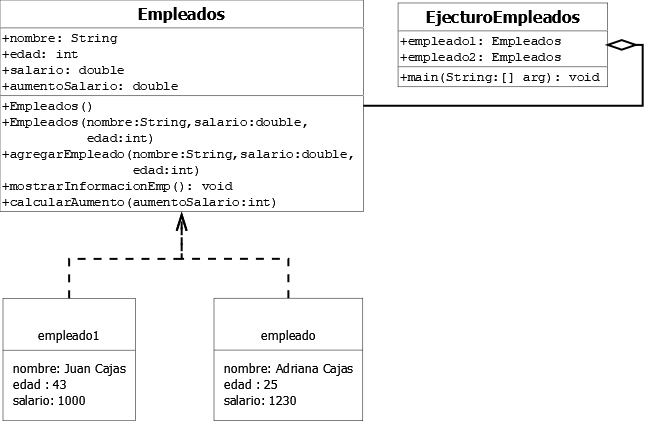 Empleados
+nombre: String
+edad: int
+salario: double
+aumentoSalario: double
+Empleados()
+Empleados(nombre:String,salario:double,
edad:int)
+agregarEmpleado(nombre:String,salario:double,
edad:int)
+mostrarInformacionEmp(): void
+calcularAumento(aumentoSalario:int)
EjecturoEmpleados
+empleado1: Empleados
+empleado2: Empleados
+main(String:[] arg): void
empleado1
nombre: Juan Cajas
edad : 43
salario: 1000
empleado
nombre: Adriana Cajas
edad : 25
salario: 1230